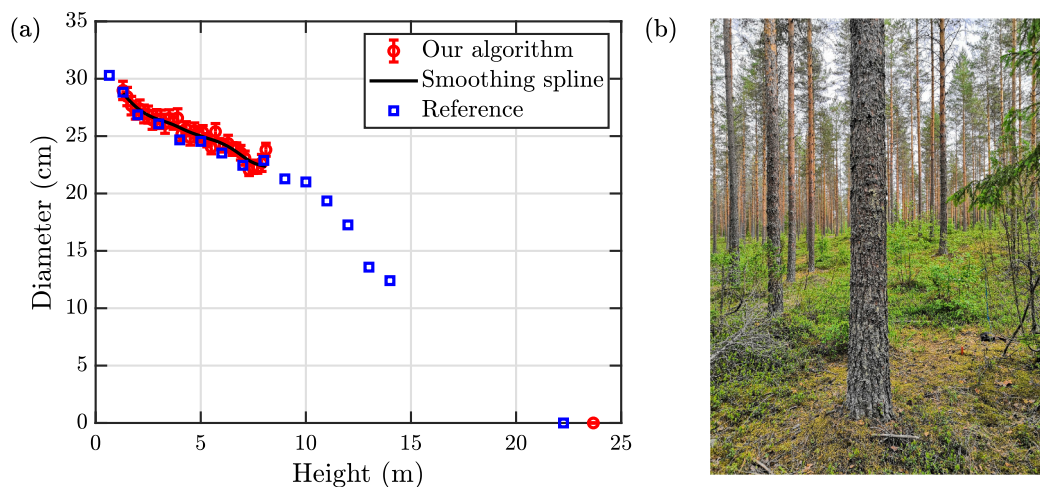 (a)
35
30
25
20
15
10
5
0
Diameter (cm)
0 5 10 15 20 25
Height (m)
Our algorithm
Smoothing spline
Reference
(b)